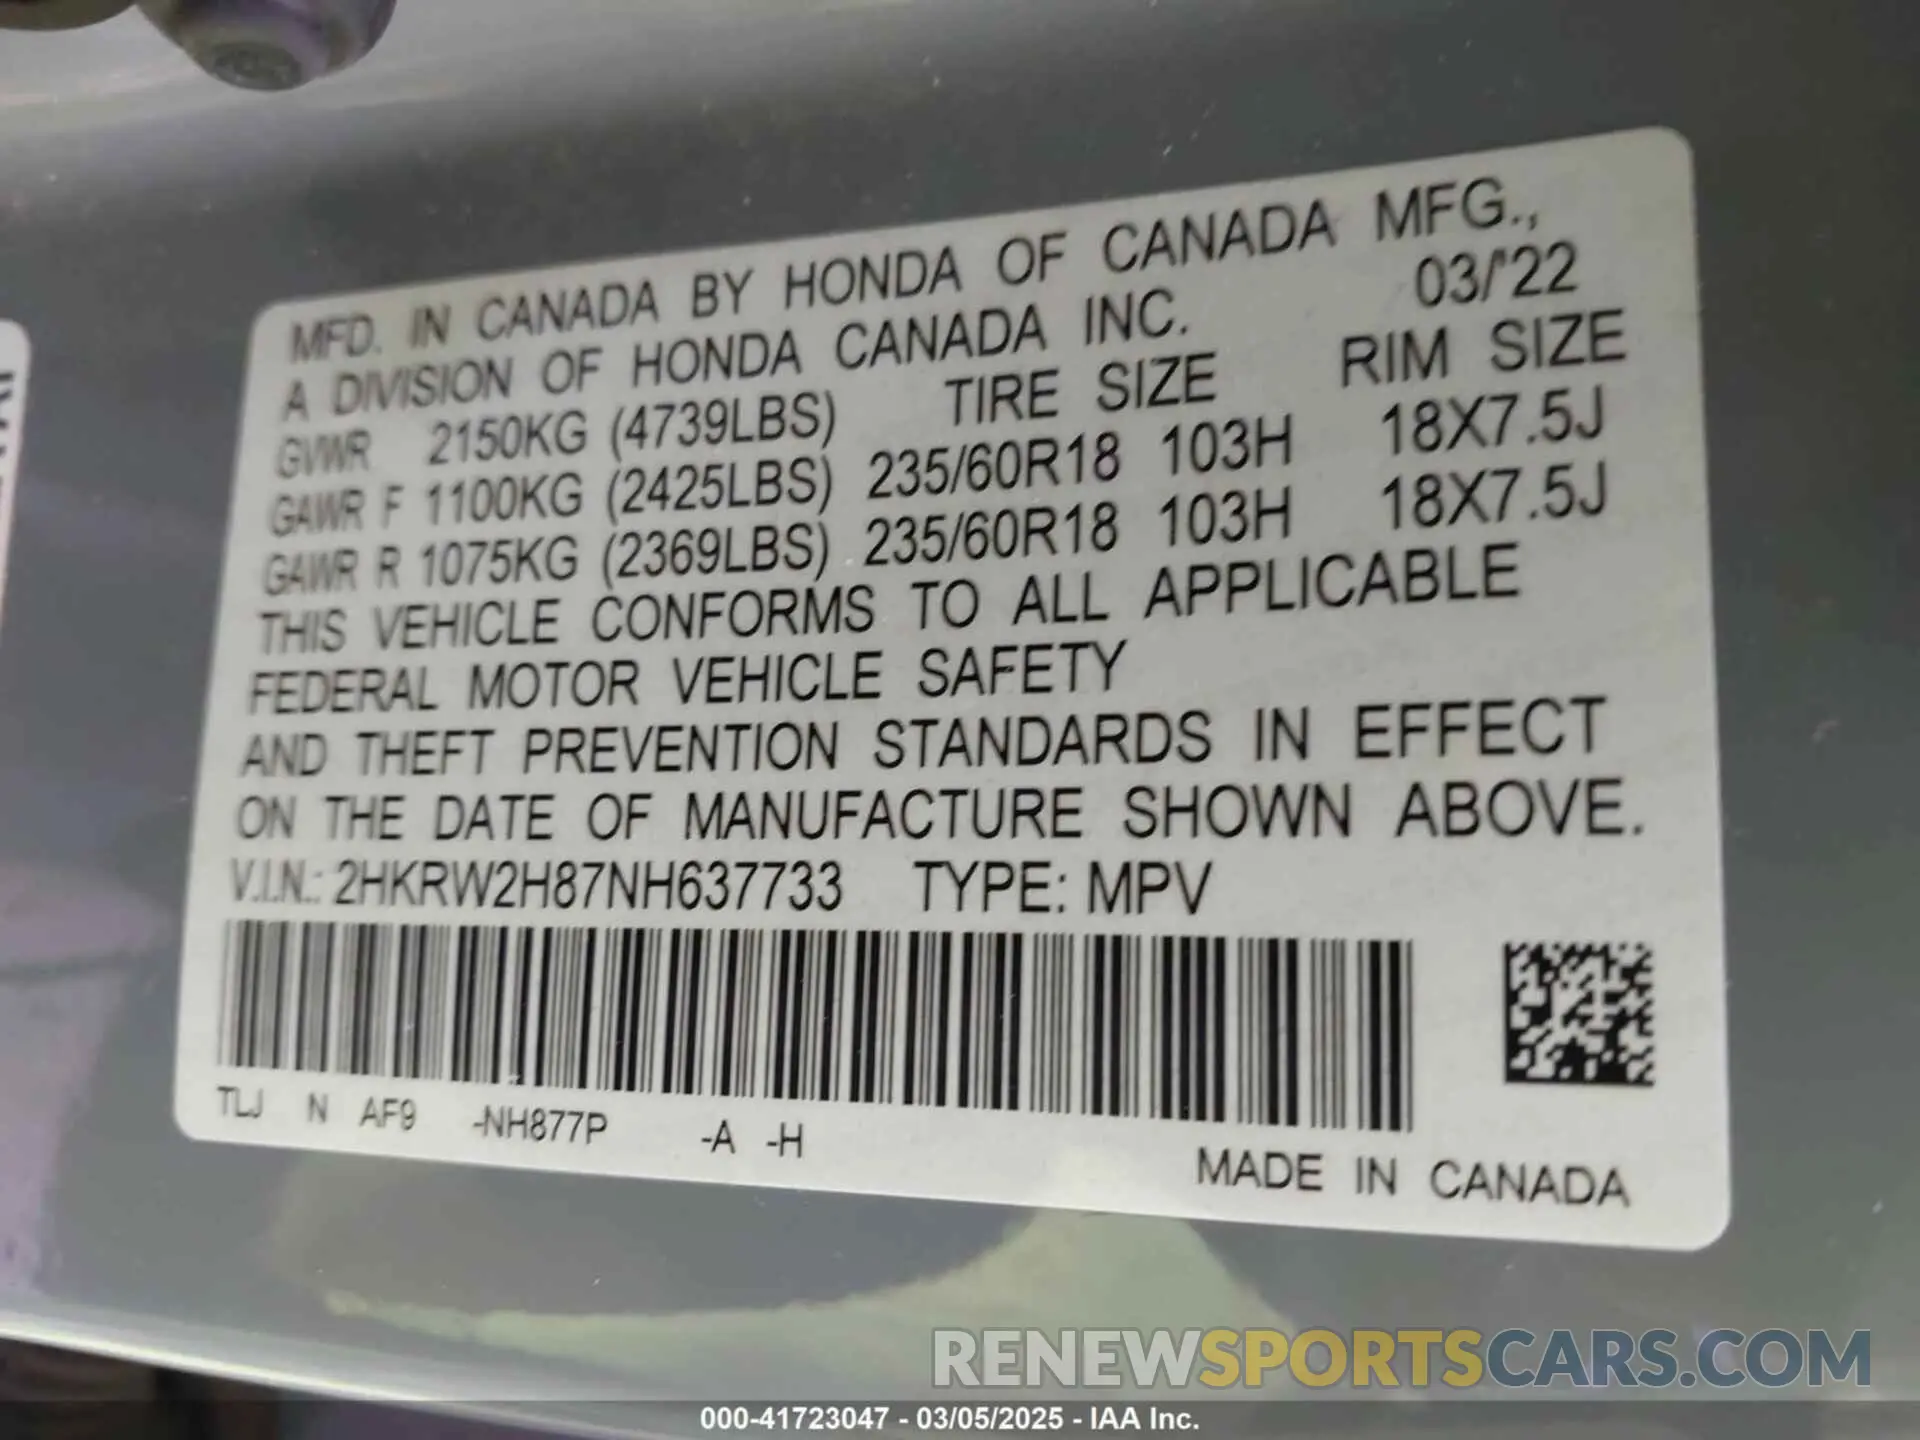 MFD. IN CANADA BY HONDA OF CANADA MFG.,
A DIVISION OF HONDA CANADA INC. 03/'22
GVWR 2150KG (4739LBS) TIRE SIZE RIM SIZE
GAWR F 1100KG (2425LBS) 235/60R18 103H 18X7.5J
GAWR R 1075KG (2369LBS) 235/60R18 103H 18X7.5J
THIS VEHICLE CONFORMS TO ALL APPLICABLE
FEDERAL MOTOR VEHICLE SAFETY
AND THEFT PREVENTION STANDARDS IN EFFECT
ON THE DATE OF MANUFACTURE SHOWN ABOVE.
V.I.N.: 2HKRW2H87NH637733 TYPE: MPV
TLJ N AF9 -NH877P -A -H
MADE IN CANADA
RENEWSPORTSCARS.COM
000-41723047 - 03/05/2025 - IAA Inc.